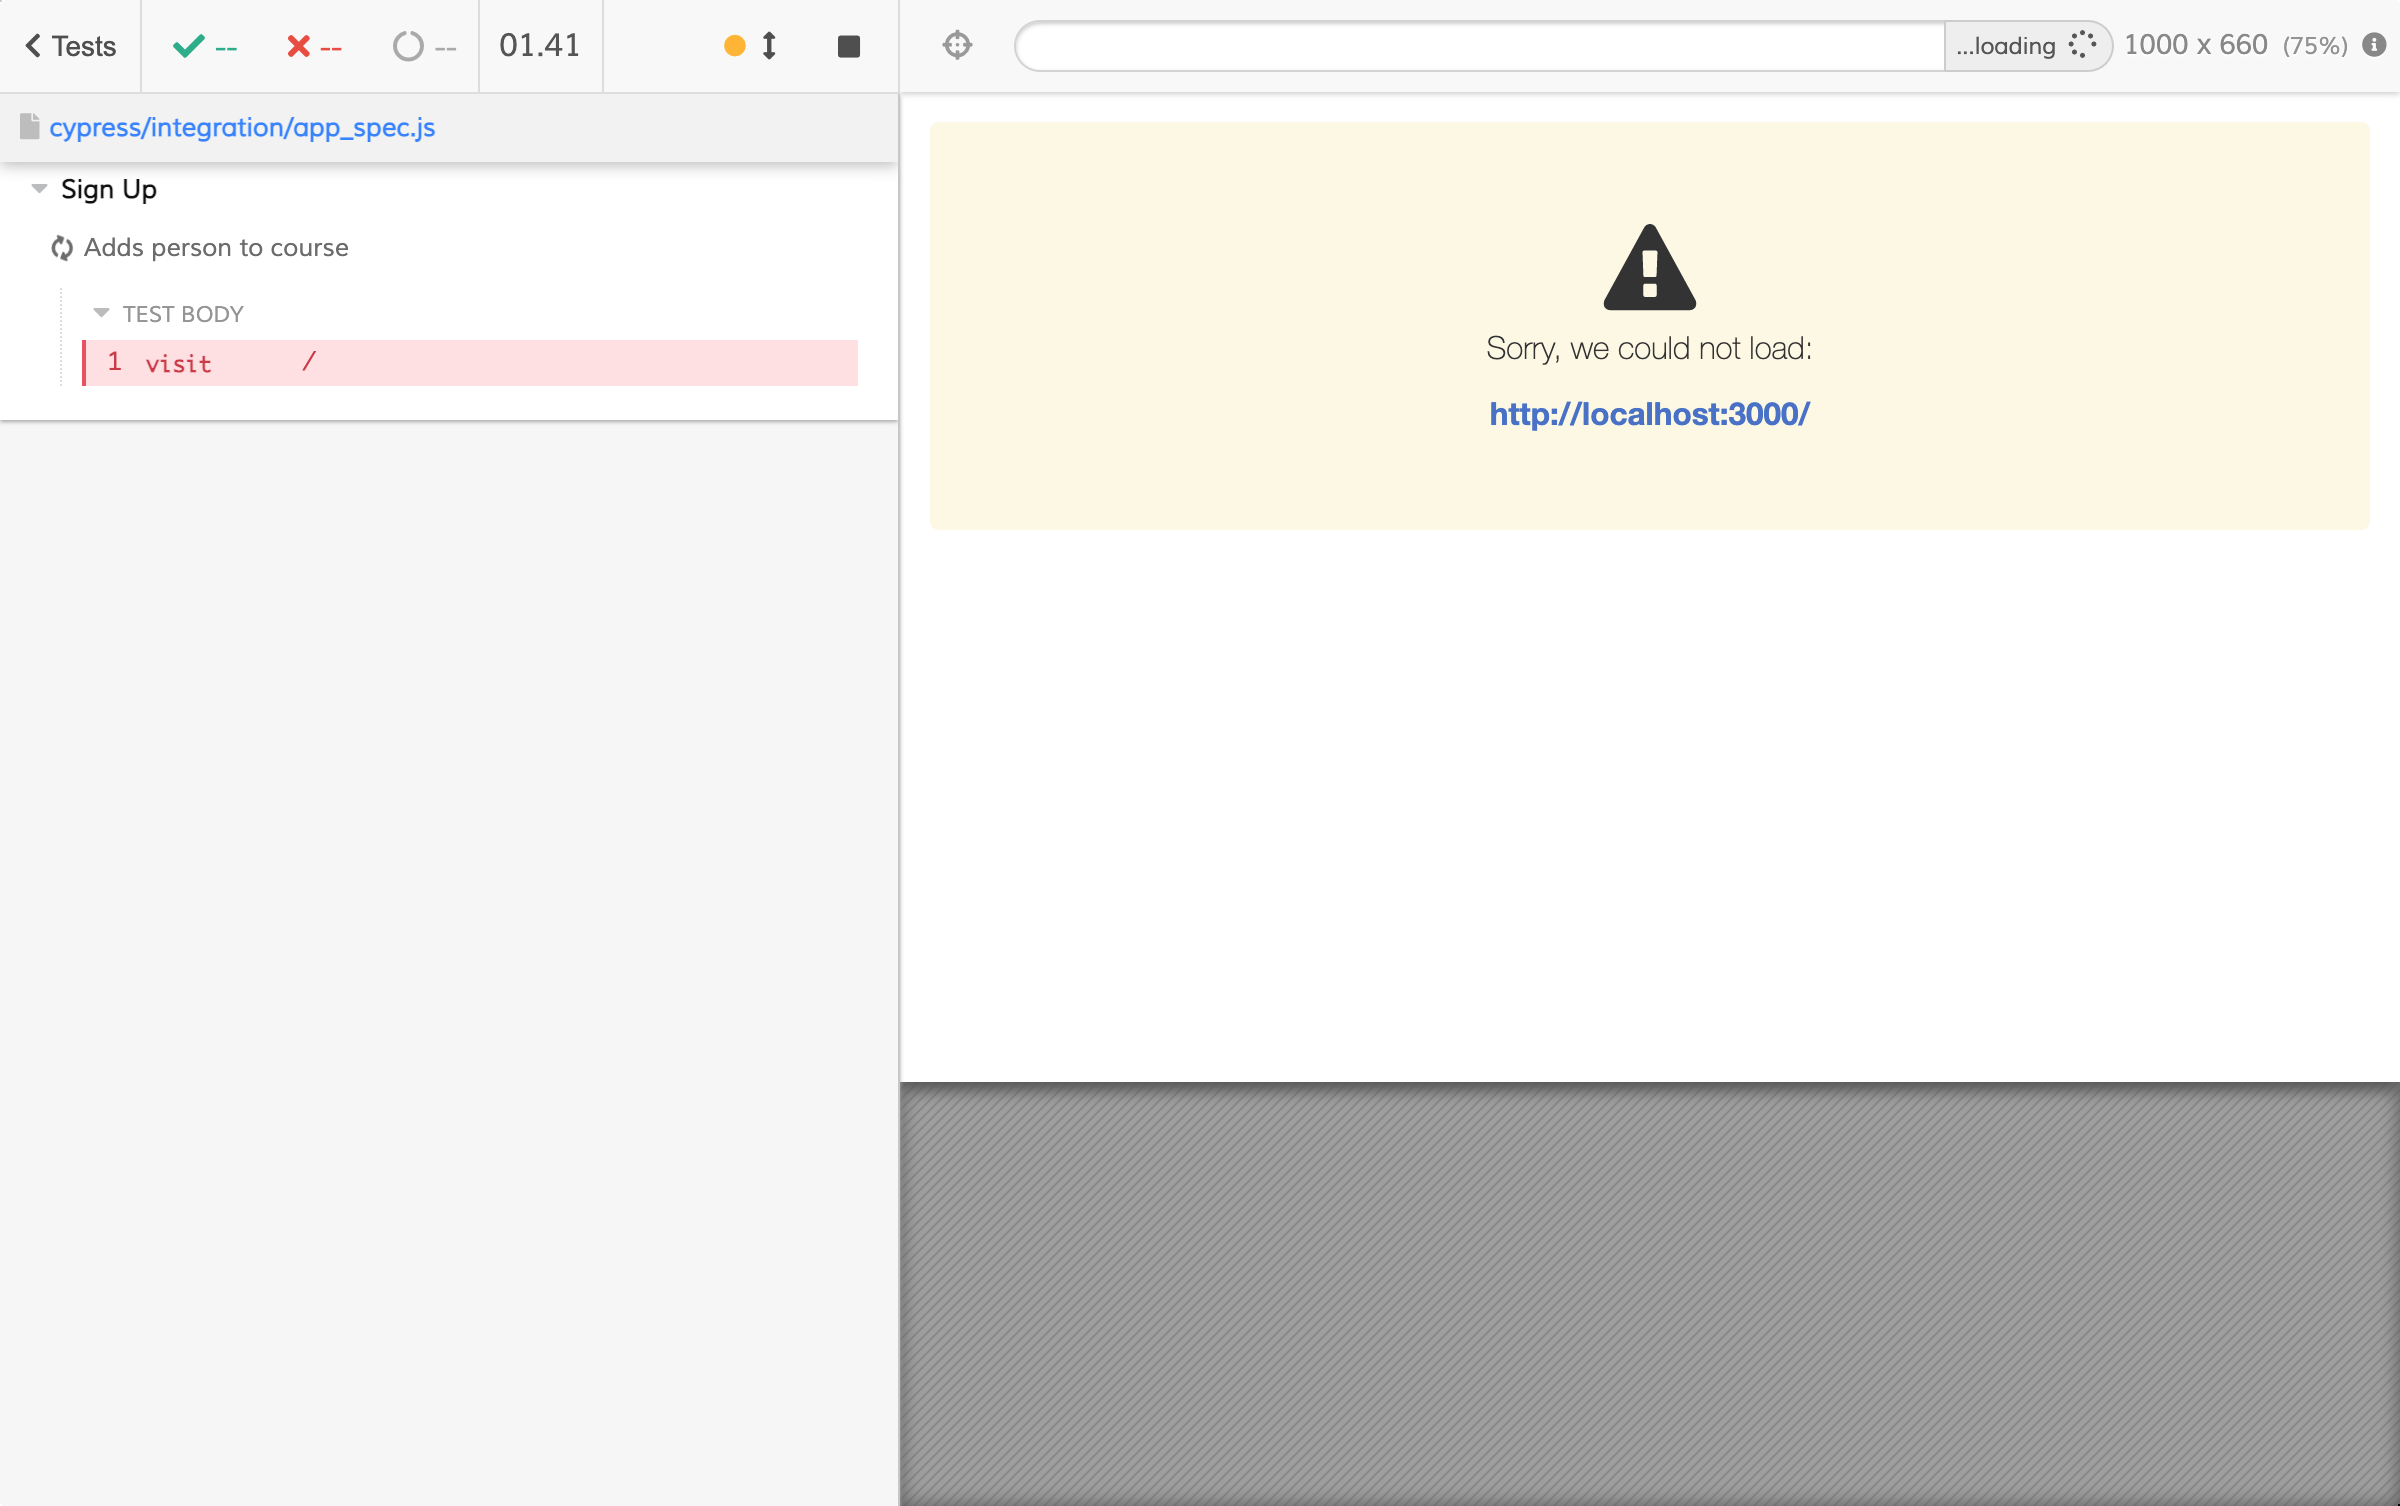 Tests -- -- -- 01.41
...loading 1000 x 660 (75%)
cypress/integration/app_spec.js
Sign Up
Adds person to course
TEST BODY
1 visit /
Sorry, we could not load:
http://localhost:3000/